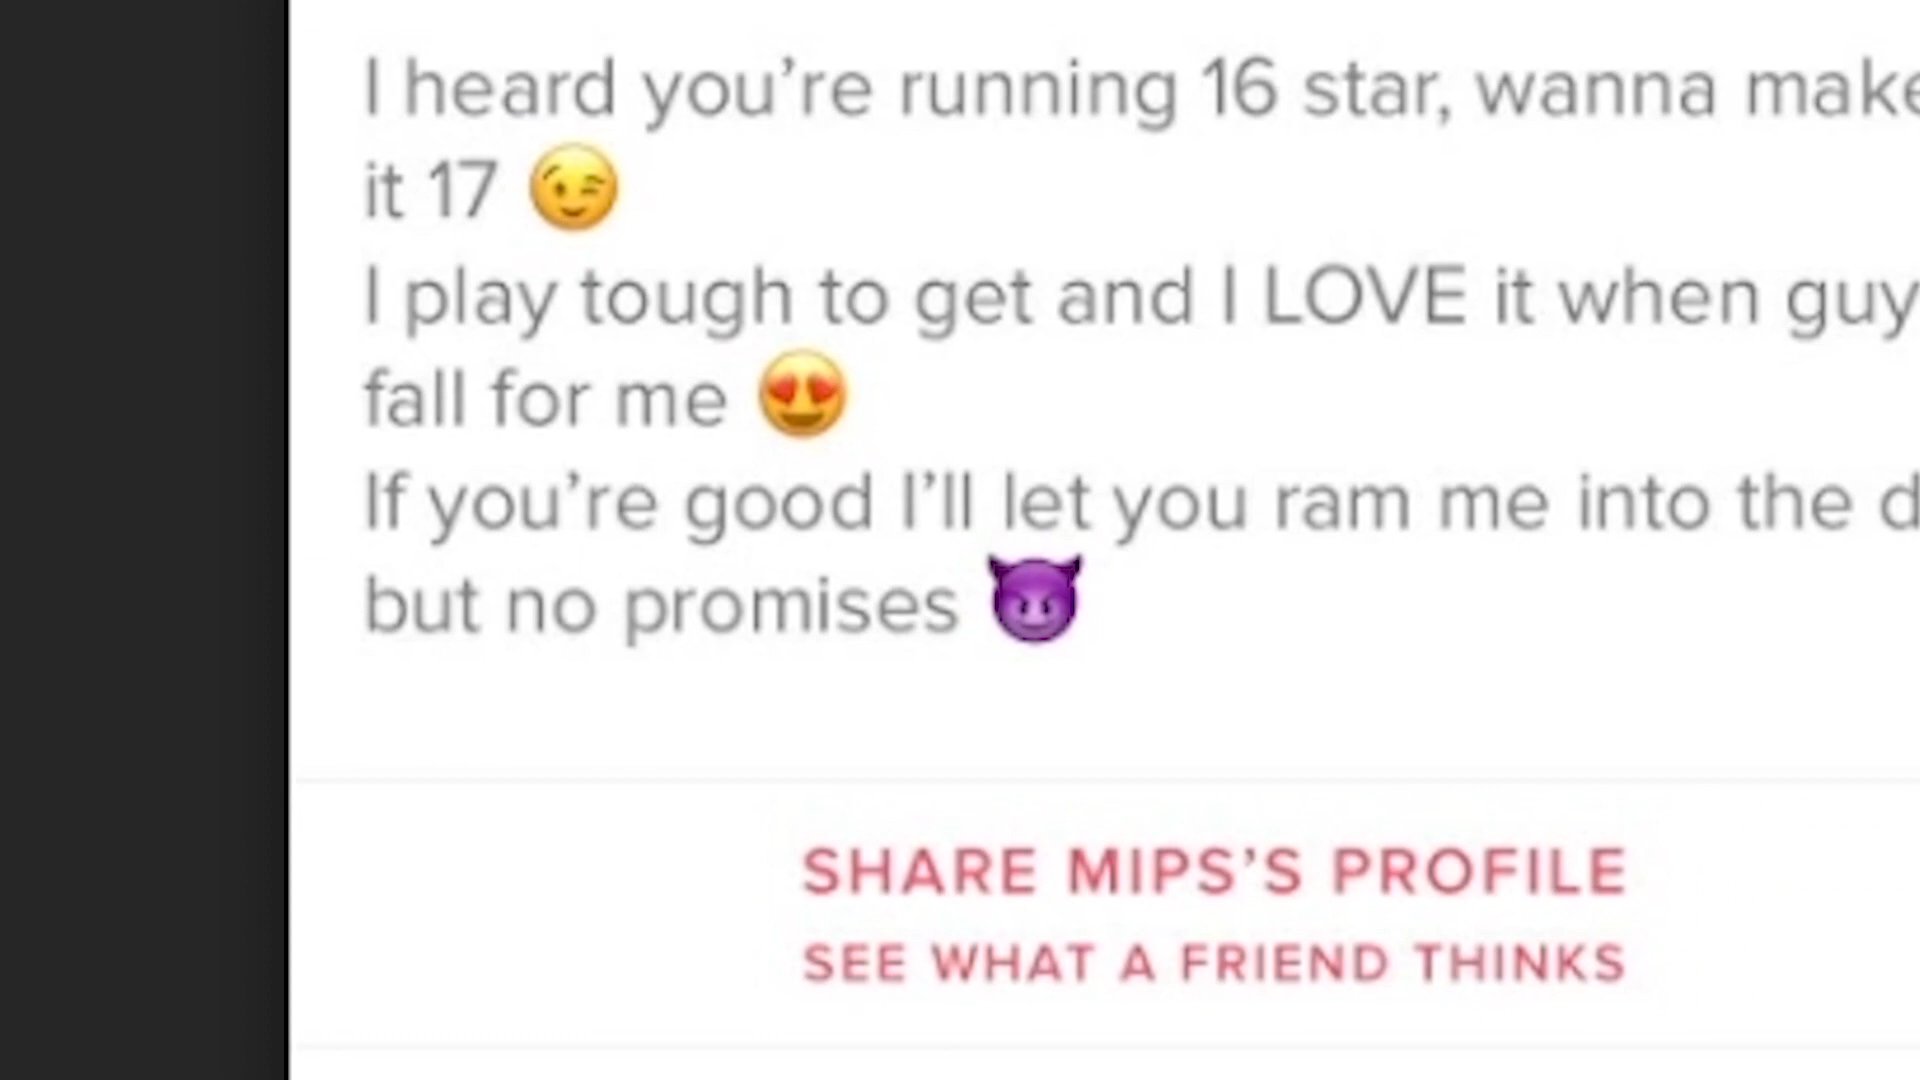 I heard you’re running 16 star, wanna make
it 17 😉
I play tough to get and I LOVE it when guy
fall for me 😍
If you’re good I’ll let you ram me into the d
but no promises 😈
SHARE MIPS’S PROFILE
SEE WHAT A FRIEND THINKS